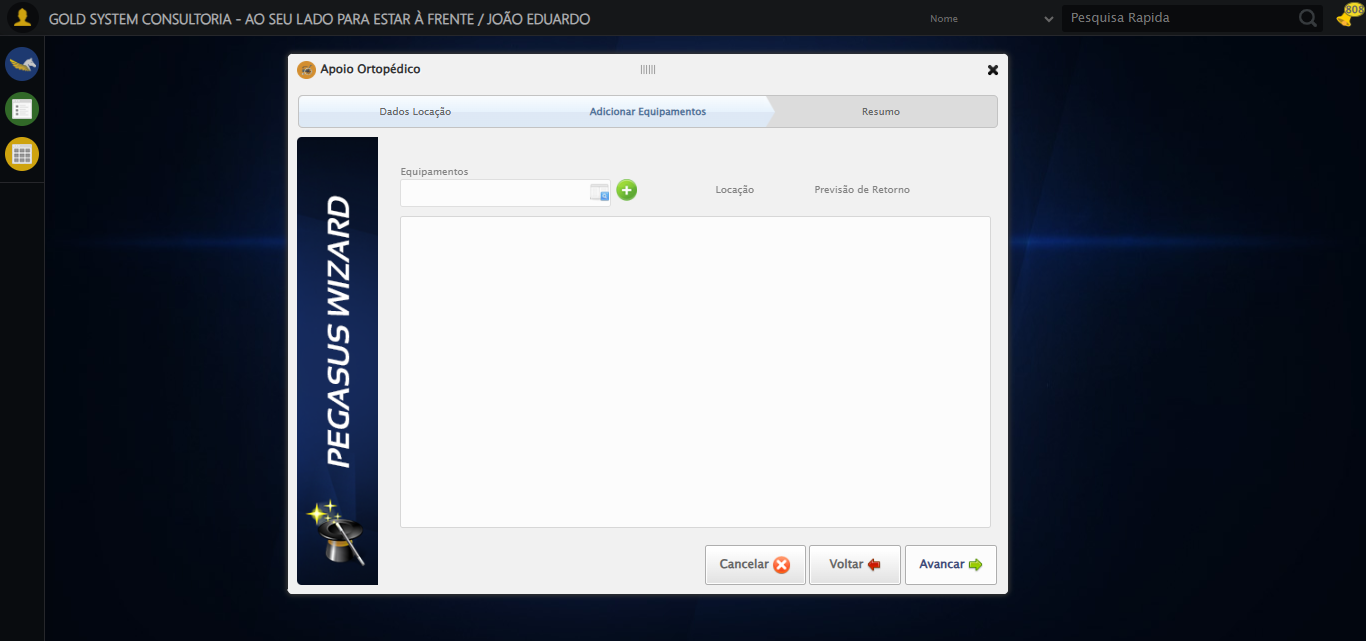 GOLD SYSTEM CONSULTORIA - AO SEU LADO PARA ESTAR À FRENTE / JOÃO EDUARDO
Nome
Pesquisa Rapida
808
Apoio Ortopédico
Dados Locação
Adicionar Equipamentos
Resumo
PEGASUS WIZARD
Equipamentos
Locação
Previsão de Retorno
Cancelar
Voltar
Avancar